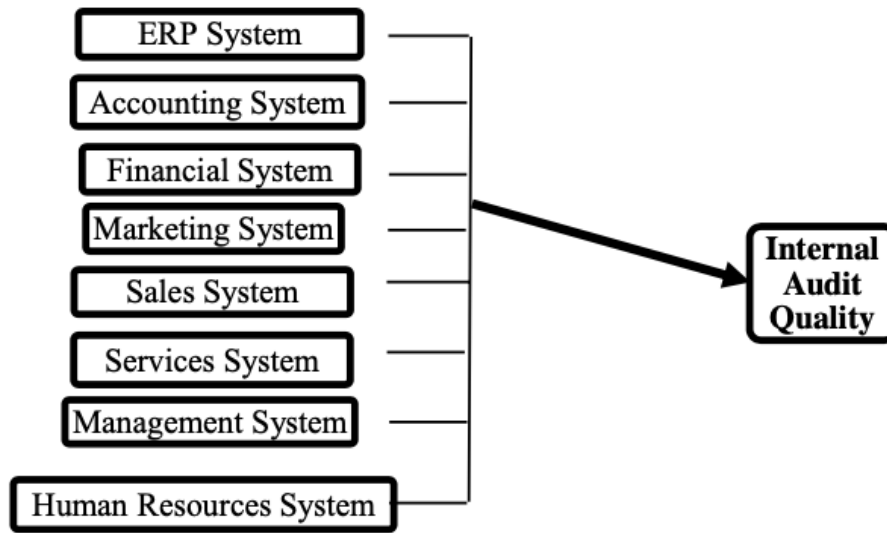 ERP System
Accounting System
Financial System
Marketing System
Sales System
Services System
Management System
Human Resources System
Internal
Audit
Quality